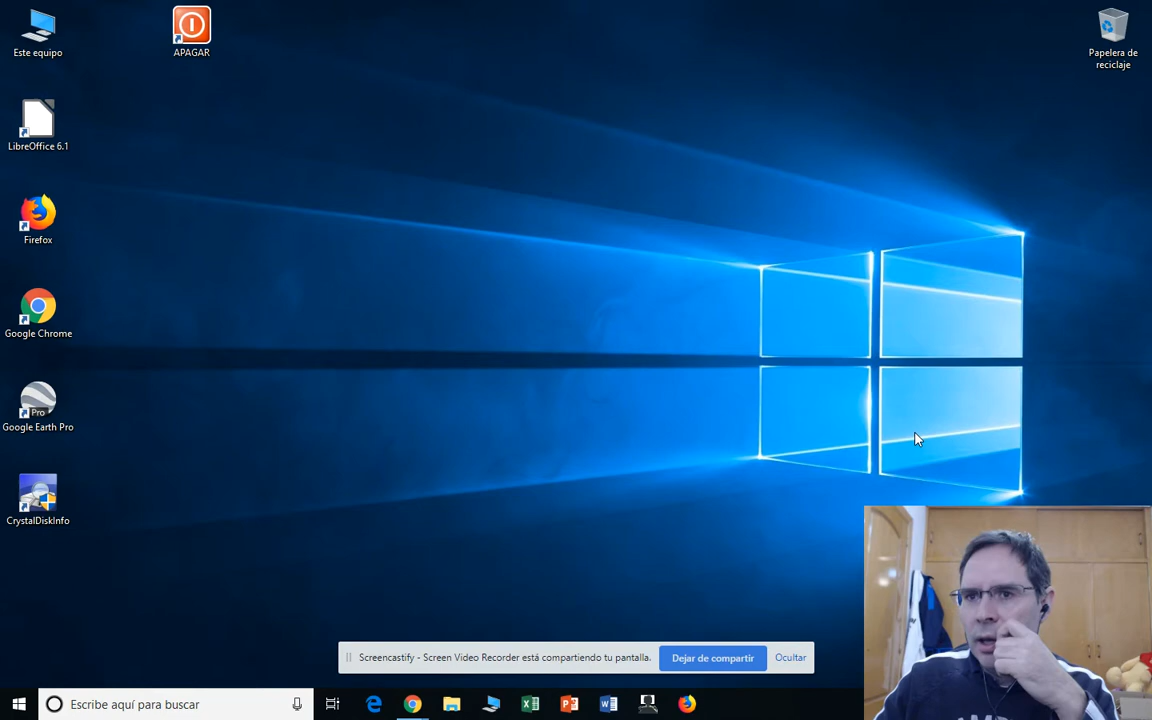 Este equipo
APAGAR
Papelera de
reciclaje
LibreOffice 6.1
Firefox
Google Chrome
Pro
Google Earth Pro
CrystalDiskInfo
Screencastify - Screen Video Recorder está compartiendo tu pantalla.
Dejar de compartir
Ocultar
Escribe aquí para buscar